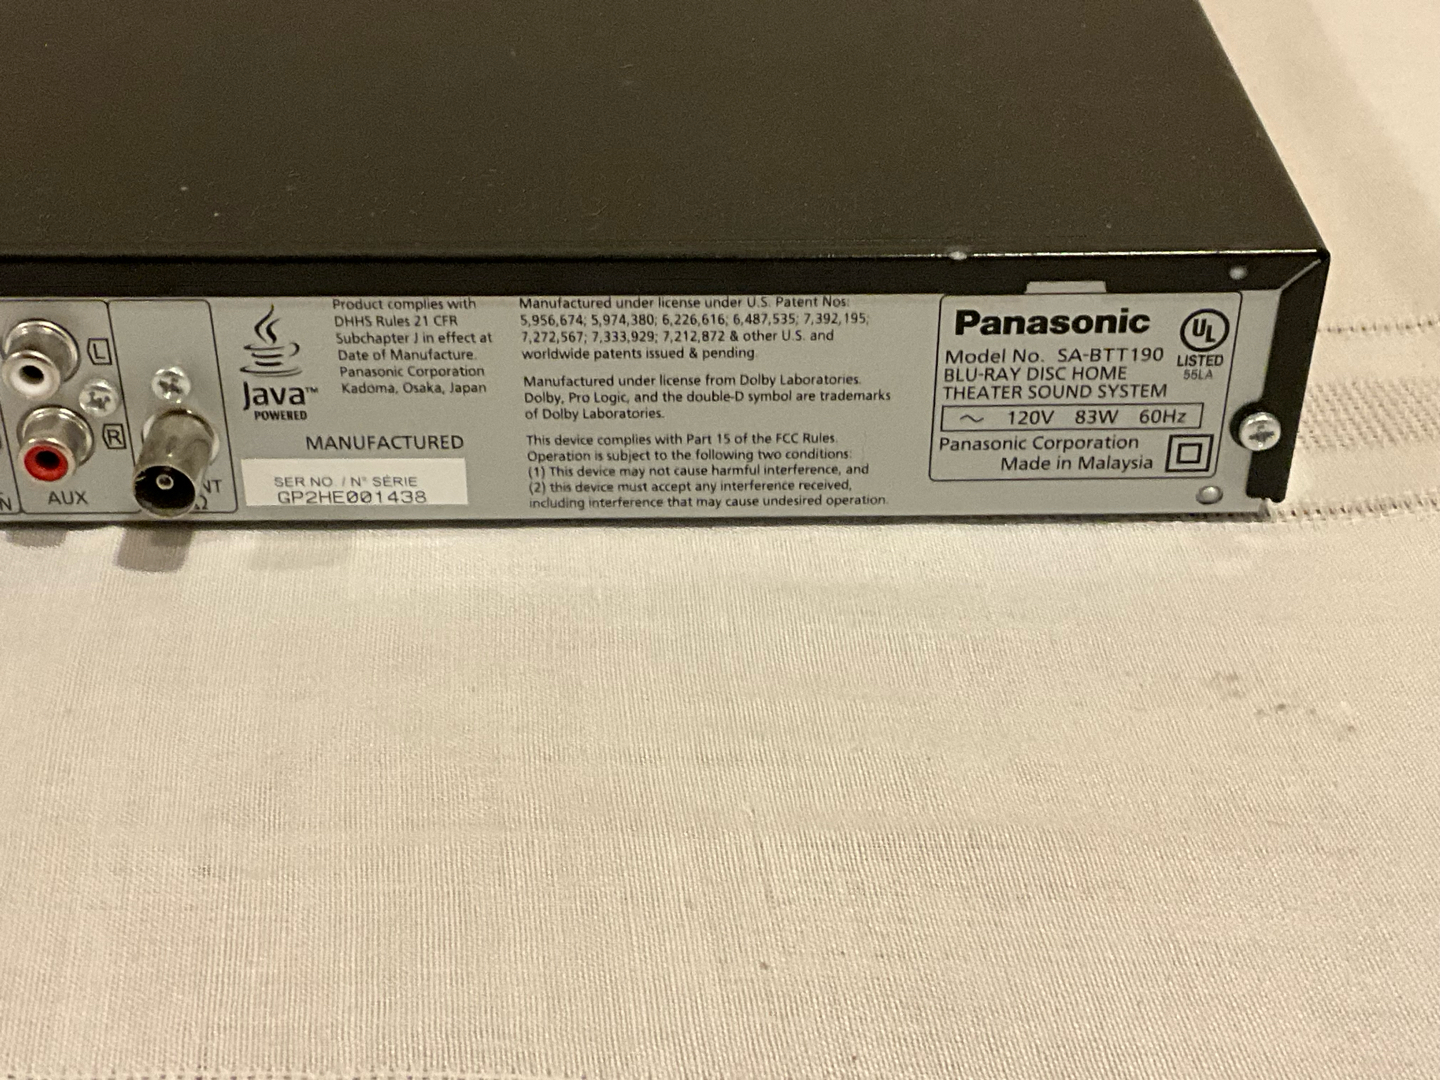 L
R
AUX
N
NT
Ω
Java™
POWERED
Product complies with
DHHS Rules 21 CFR
Subchapter J in effect at
Date of Manufacture.
Panasonic Corporation
Kadoma, Osaka, Japan
MANUFACTURED
SER NO. / N° SÉRIE
GP2HE001438
Manufactured under license under U.S. Patent Nos:
5,956,674; 5,974,380; 6,226,616; 6,487,535; 7,392,195;
7,272,567; 7,333,929; 7,212,872 & other U.S. and
worldwide patents issued & pending.
Manufactured under license from Dolby Laboratories.
Dolby, Pro Logic, and the double-D symbol are trademarks
of Dolby Laboratories.
This device complies with Part 15 of the FCC Rules.
Operation is subject to the following two conditions:
(1) This device may not cause harmful interference, and
(2) this device must accept any interference received,
including interference that may cause undesired operation.
Panasonic
UL
LISTED
55LA
Model No. SA-BTT190
BLU-RAY DISC HOME
THEATER SOUND SYSTEM
~ 120V 83W 60Hz
Panasonic Corporation
Made in Malaysia